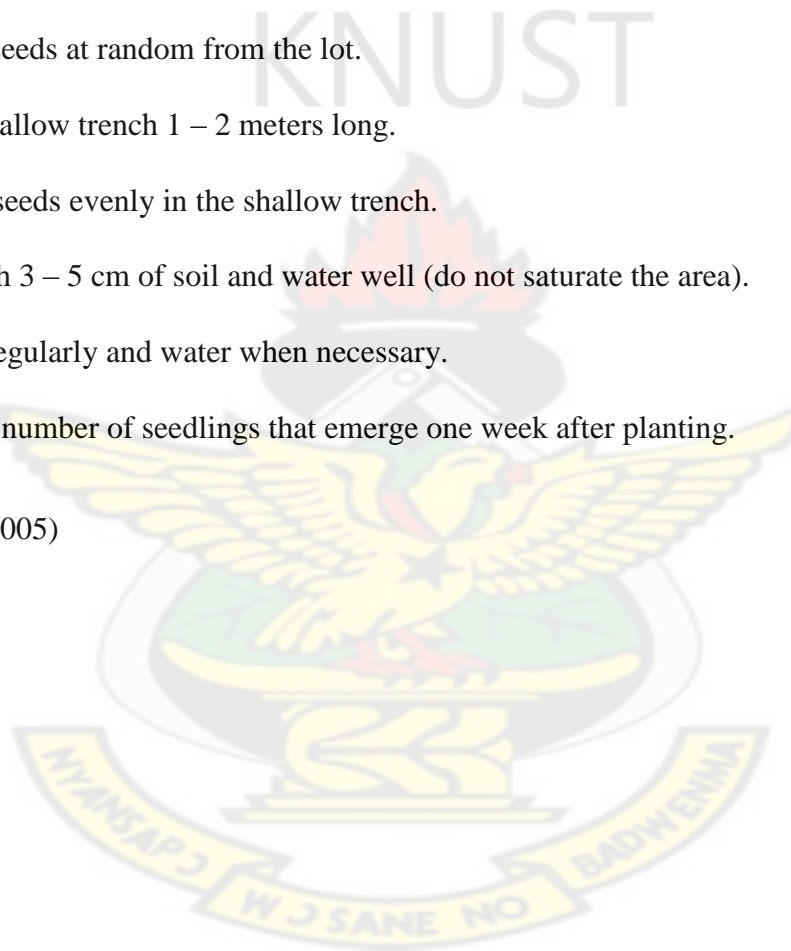 KNUST
eeds at random from the lot.
allow trench 1 – 2 meters long.
seeds evenly in the shallow trench.
h 3 – 5 cm of soil and water well (do not saturate the area).
egularly and water when necessary.
number of seedlings that emerge one week after planting.
005)
NYANSAPƆ WƆSANE NO BADWENMA